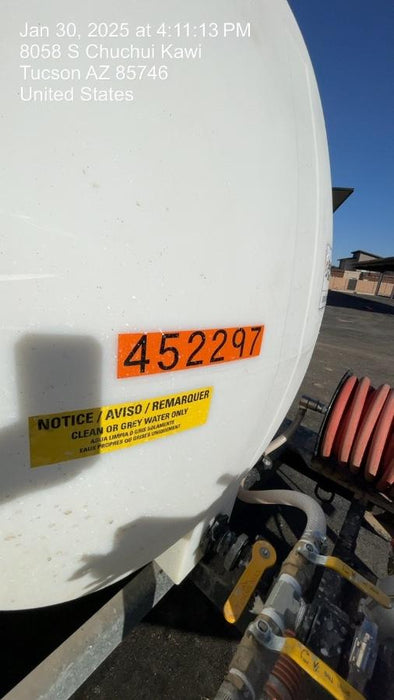 Jan 30, 2025 at 4:11:13 PM
8058 S Chuchui Kawi
Tucson AZ 85746
United States
452297
NOTICE / AVISO / REMARQUER
CLEAN OR GREY WATER ONLY
AGUA LIMPIA O GRIS SOLAMENTE
EAUX PROPRES OU GRISES UNIQUEMENT